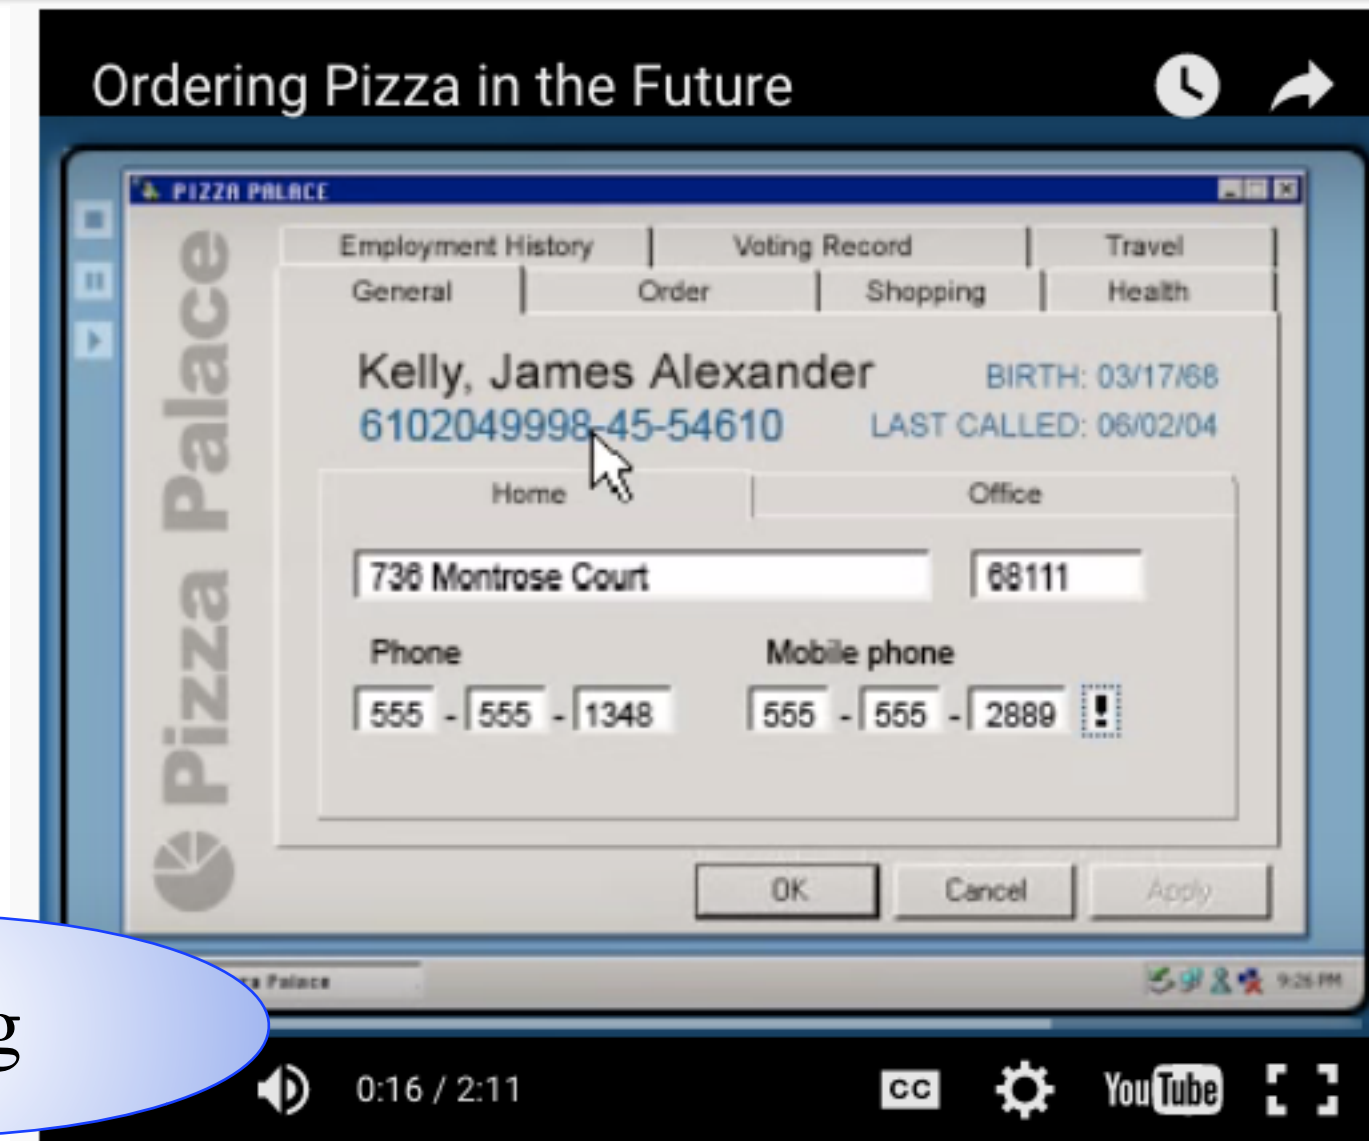 Ordering Pizza in the Future
PIZZA PALACE
Pizza Palace
Employment History Voting Record Travel
General Order Shopping Health
Kelly, James Alexander BIRTH: 03/17/68
6102049998-45-54610 LAST CALLED: 06/02/04
Home Office
736 Montrose Court 68111
Phone Mobile phone
555 - 555 - 1348 555 - 555 - 2889 !
OK Cancel Apply
Palace 9:26 PM
g
0:16 / 2:11 CC YouTube